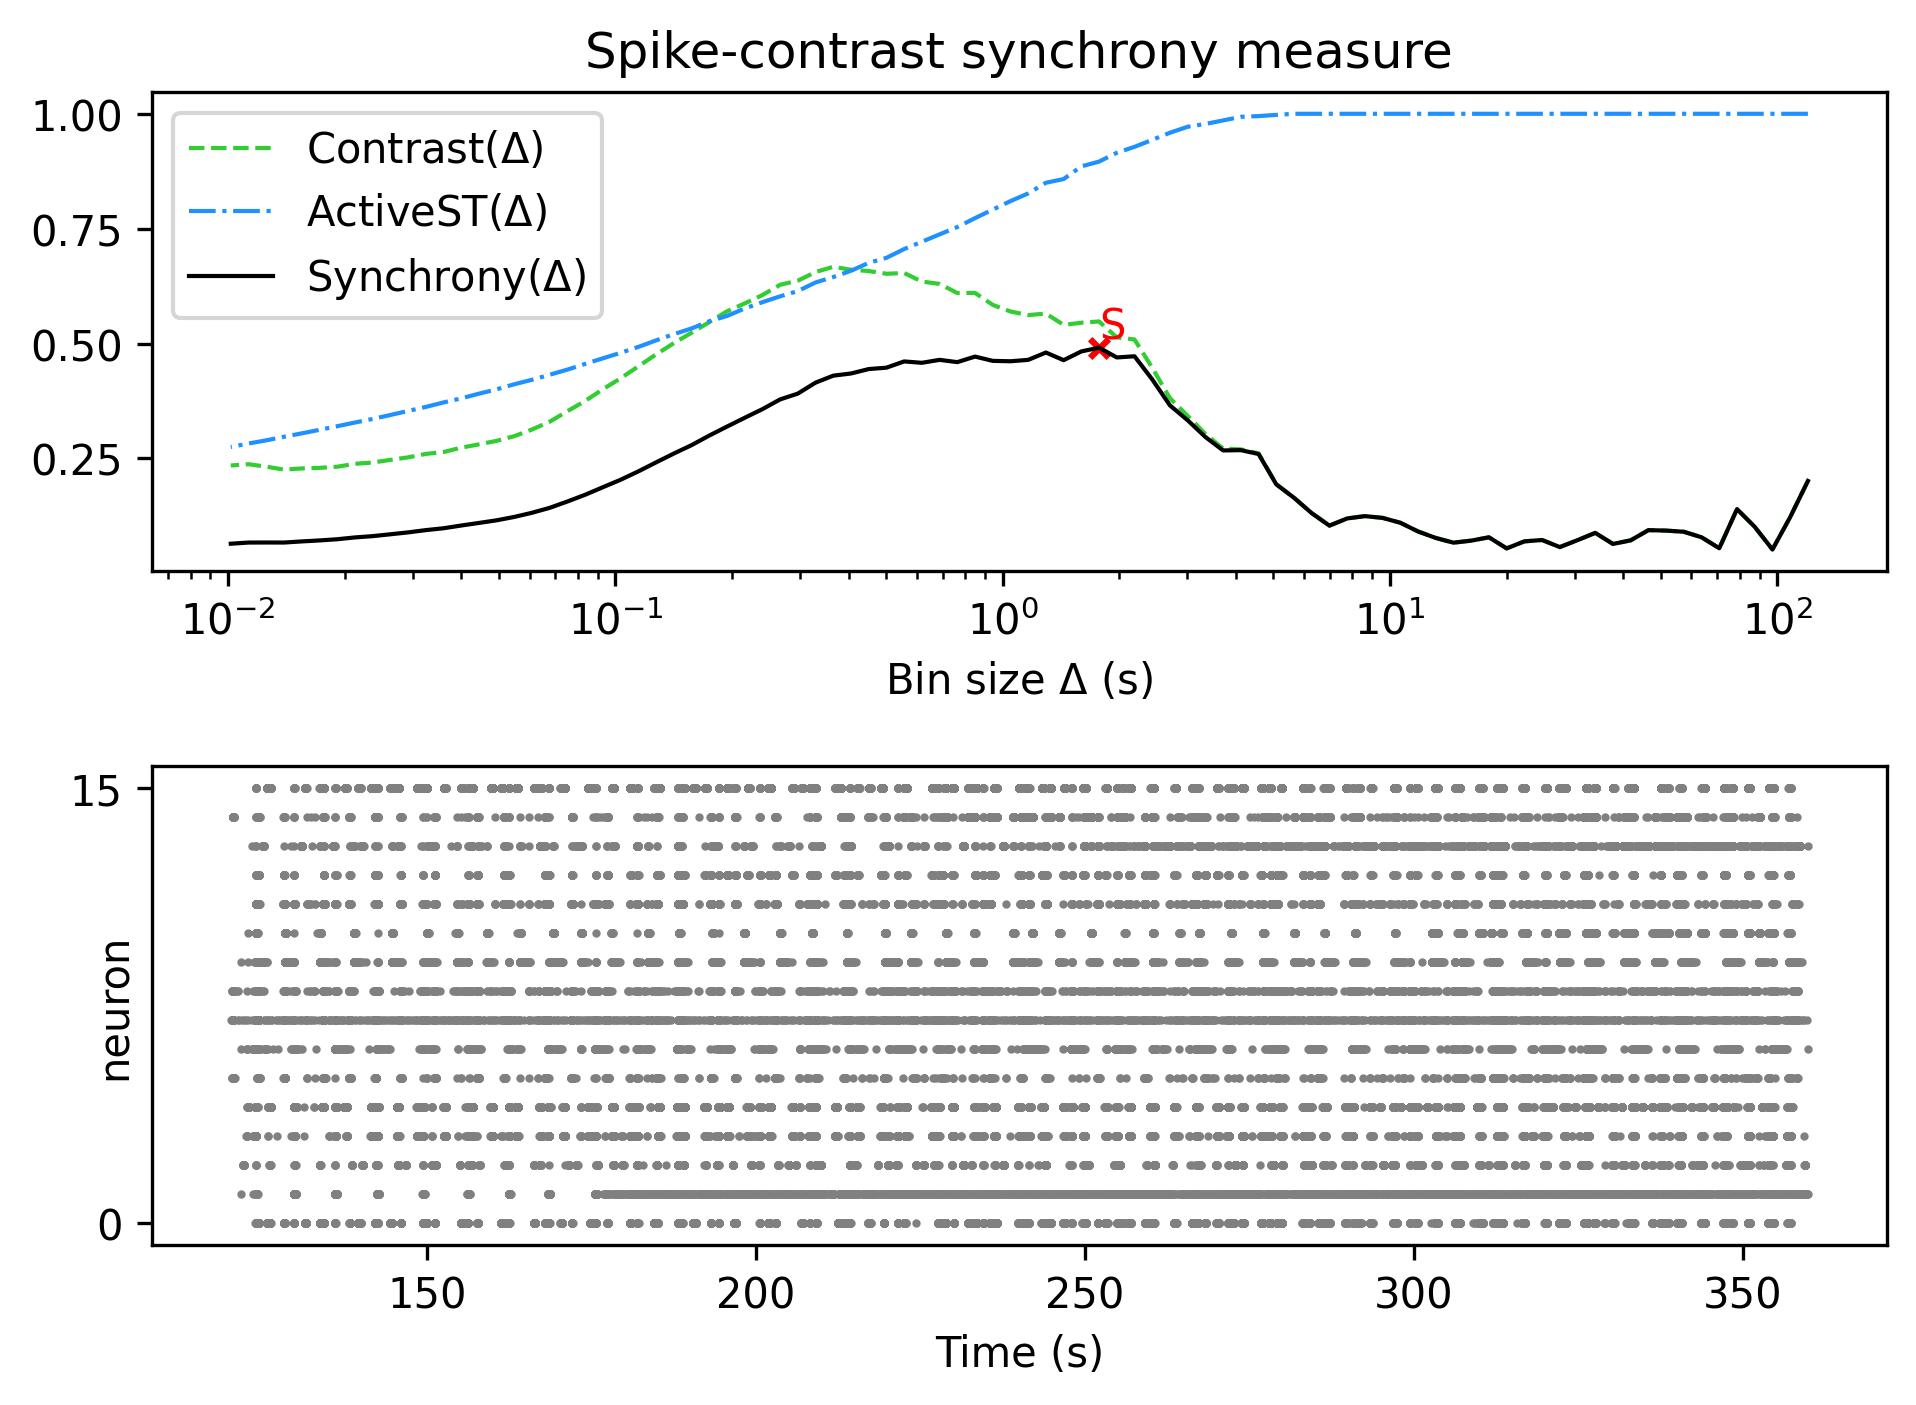 Spike-contrast synchrony measure
1.00
0.75
0.50
0.25
Contrast(Δ)
ActiveST(Δ)
Synchrony(Δ)
S
10⁻² 10⁻¹ 10⁰ 10¹ 10²
Bin size Δ (s)
15
0
neuron
150 200 250 300 350
Time (s)